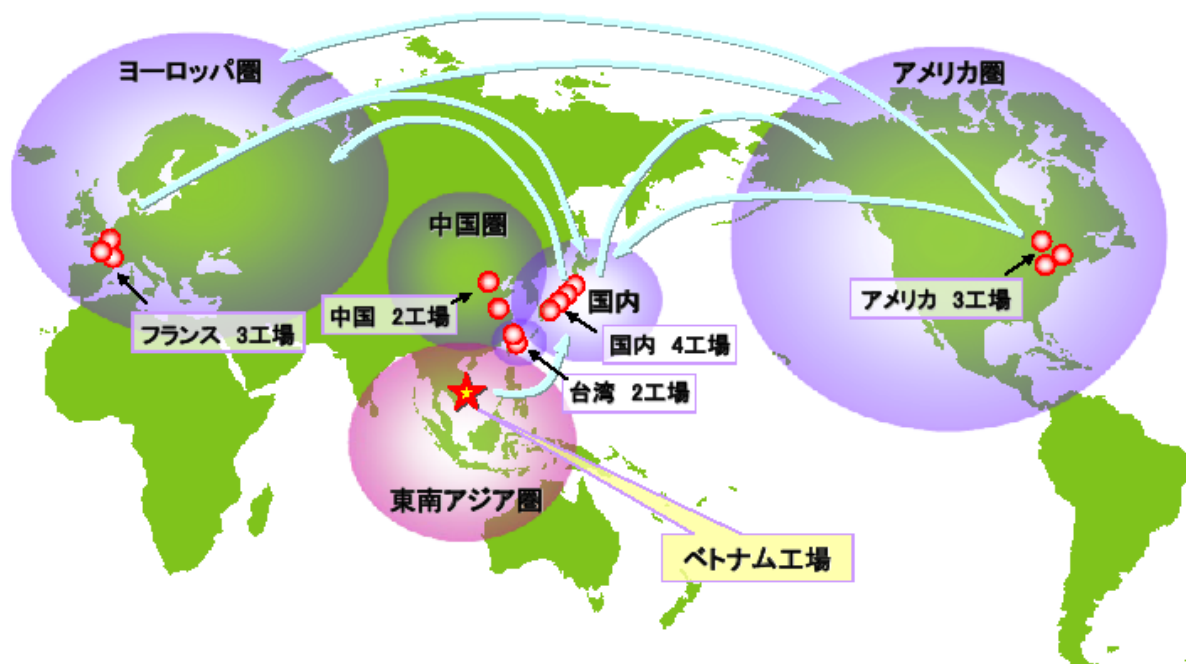 ヨーロッパ圏
アメリカ圏
中国圏
国内
中国 2工場
アメリカ 3工場
フランス 3工場
国内 4工場
台湾 2工場
東南アジア圏
ベトナム工場